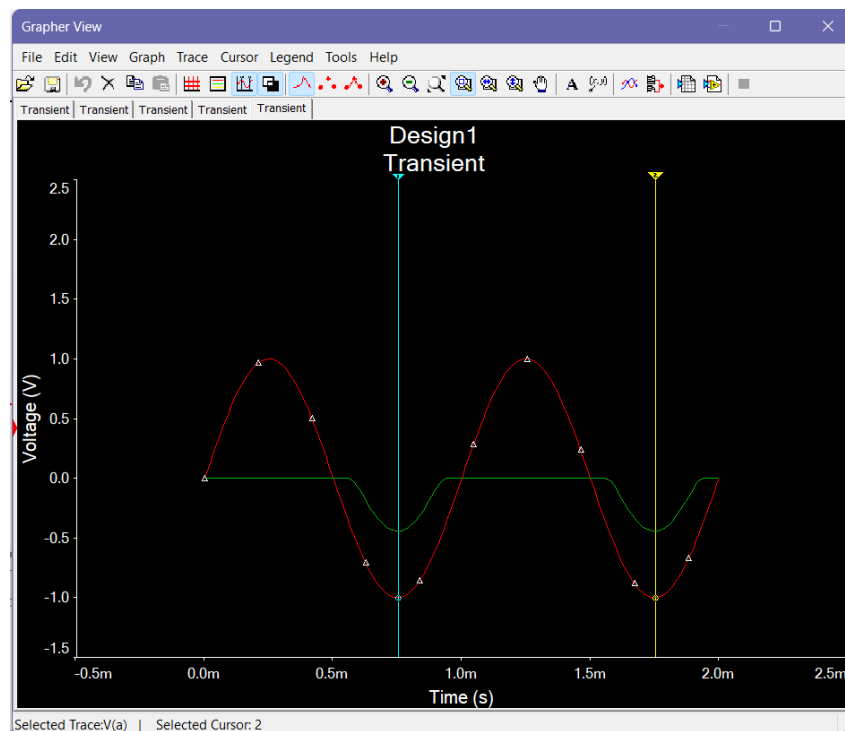 Grapher View
File Edit View Graph Trace Cursor Legend Tools Help
A (x,y)
Transient Transient Transient Transient Transient
Design1
Transient
1 2
2.5
2.0
1.5
1.0
0.5
0.0
-0.5
-1.0
-1.5
Voltage (V)
-0.5m 0.0m 0.5m 1.0m 1.5m 2.0m 2.5m
Time (s)
Selected Trace:V(a) | Selected Cursor: 2